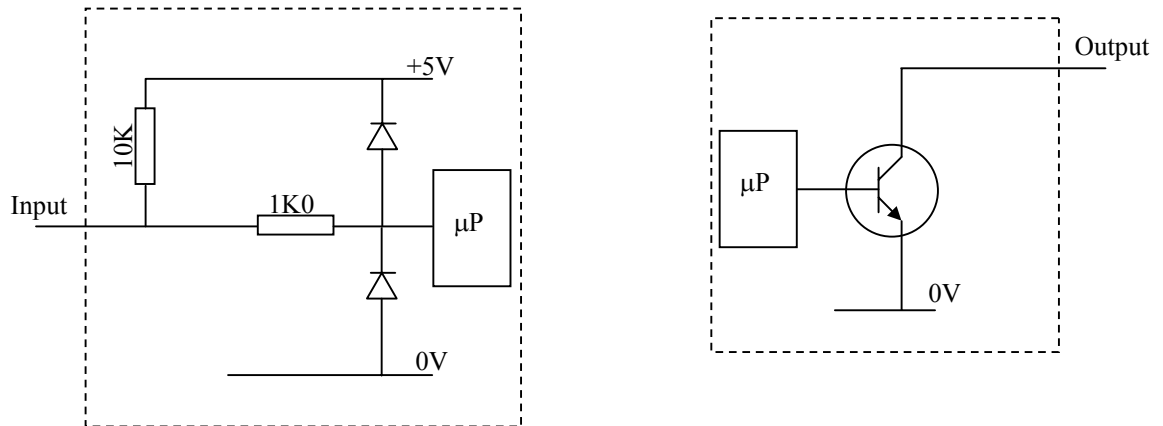 +5V
10K
Input
1K0
μP
0V
Output
μP
0V